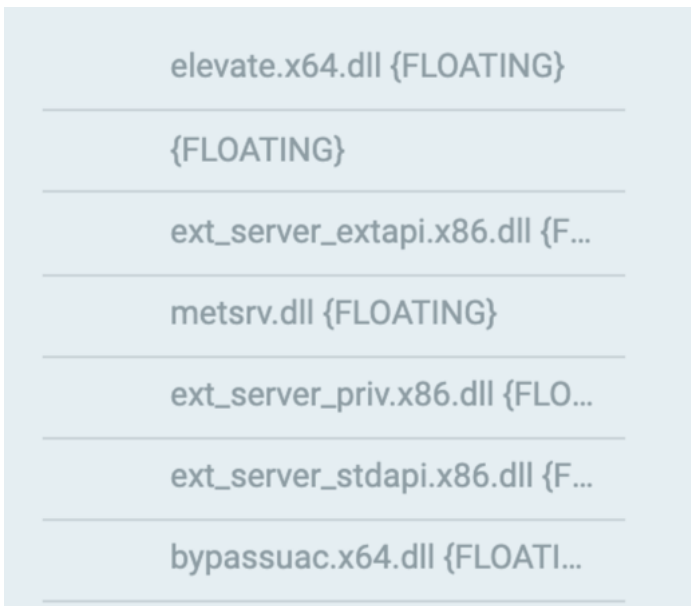 elevate.x64.dll {FLOATING}
{FLOATING}
ext_server_extapi.x86.dll {F...
metsrv.dll {FLOATING}
ext_server_priv.x86.dll {FLO...
ext_server_stdapi.x86.dll {F...
bypassuac.x64.dll {FLOATI...